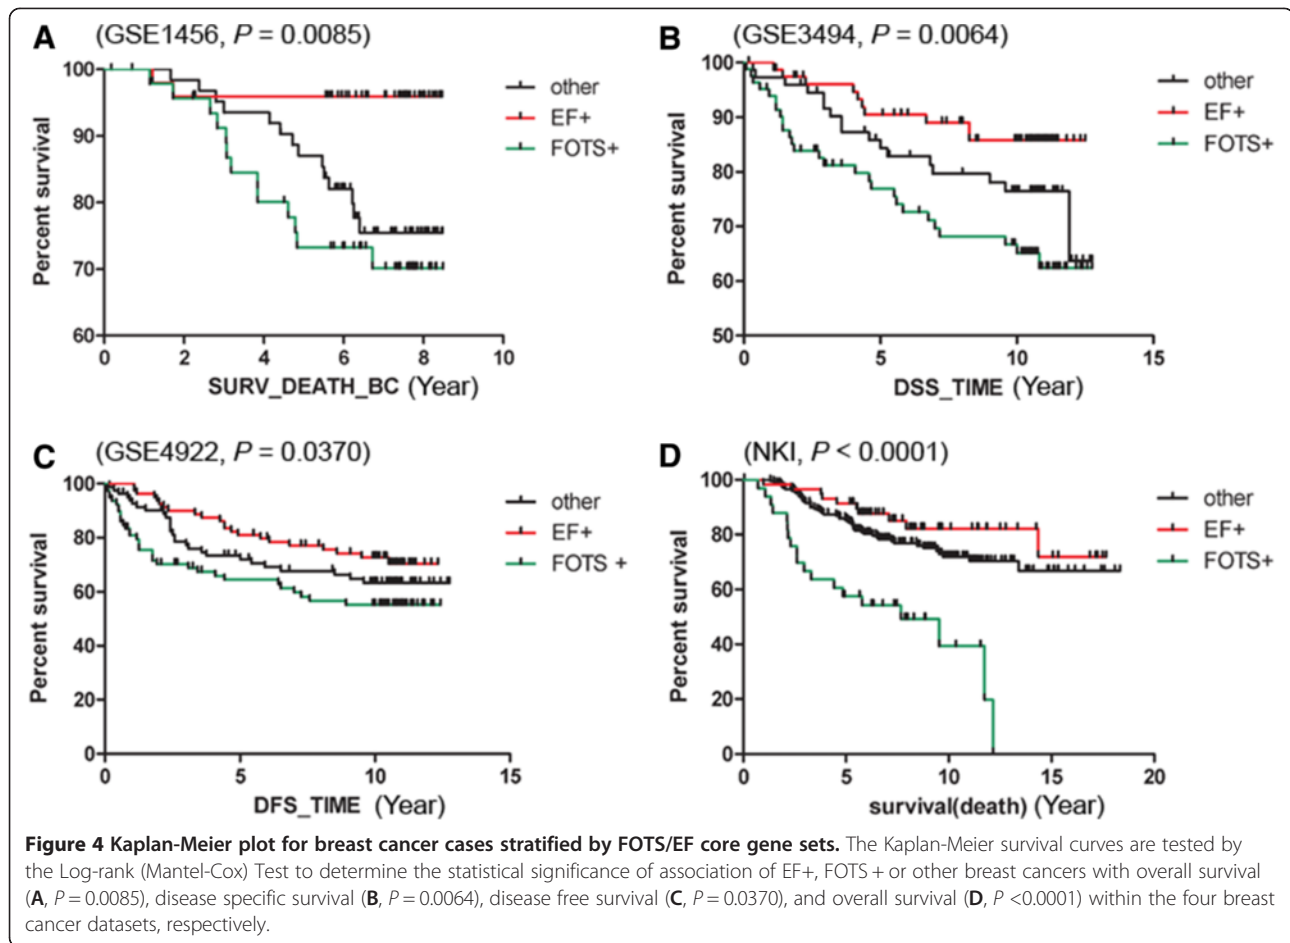 A (GSE1456, P = 0.0085)
100
90
80
70
60
0
2
4
6
8
10
Percent survival
SURV_DEATH_BC (Year)
other
EF+
FOTS+
B (GSE3494, P = 0.0064)
100
90
80
70
60
50
0
5
10
15
Percent survival
DSS_TIME (Year)
other
EF+
FOTS+
C (GSE4922, P = 0.0370)
100
80
60
40
20
0
0
5
10
15
Percent survival
DFS_TIME (Year)
other
EF+
FOTS +
D (NKI, P < 0.0001)
100
80
60
40
20
0
0
5
10
15
20
Percent survival
survival(death) (Year)
other
EF+
FOTS+
Figure 4 Kaplan-Meier plot for breast cancer cases stratified by FOTS/EF core gene sets. The Kaplan-Meier survival curves are tested by
the Log-rank (Mantel-Cox) Test to determine the statistical significance of association of EF+, FOTS + or other breast cancers with overall survival
(A, P = 0.0085), disease specific survival (B, P = 0.0064), disease free survival (C, P = 0.0370), and overall survival (D, P <0.0001) within the four breast
cancer datasets, respectively.